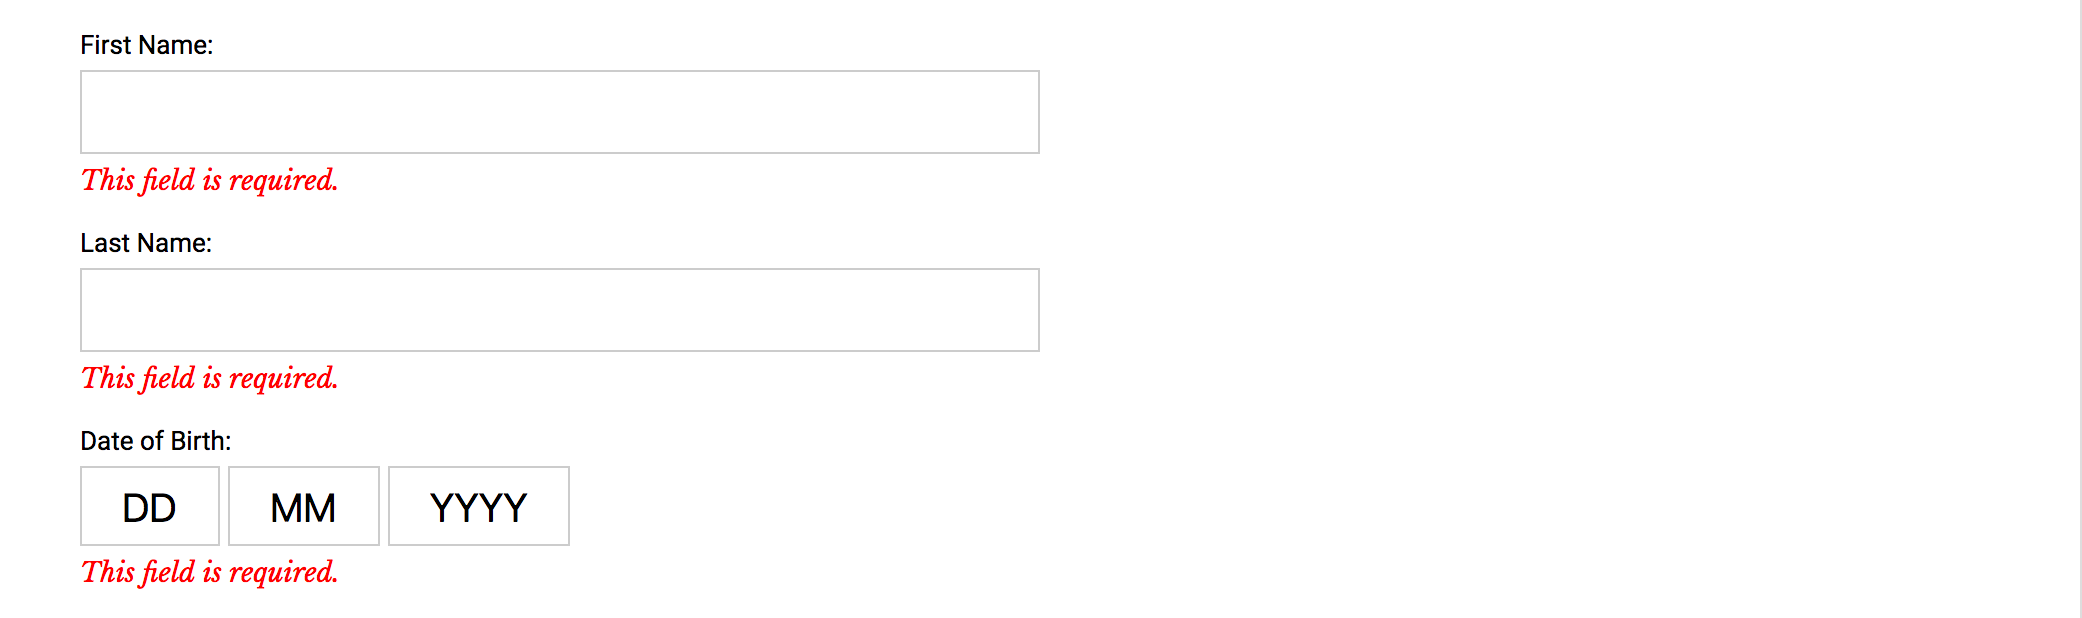 First Name:
This field is required.
Last Name:
This field is required.
Date of Birth:
DD MM YYYY
This field is required.